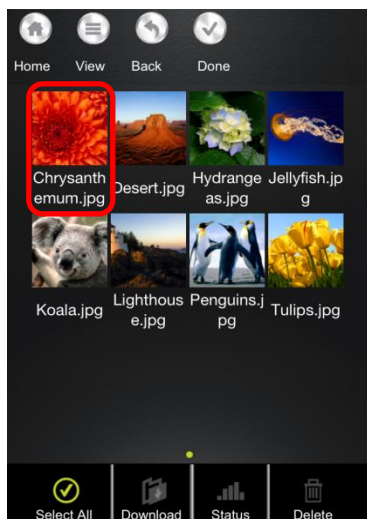 Home View Back Done
Chrysanth Desert.jpg Hydrange Jellyfish.jp
emum.jpg as.jpg g
Koala.jpg Lighthous Penguins.j Tulips.jpg
e.jpg pg
Select All Download Status Delete